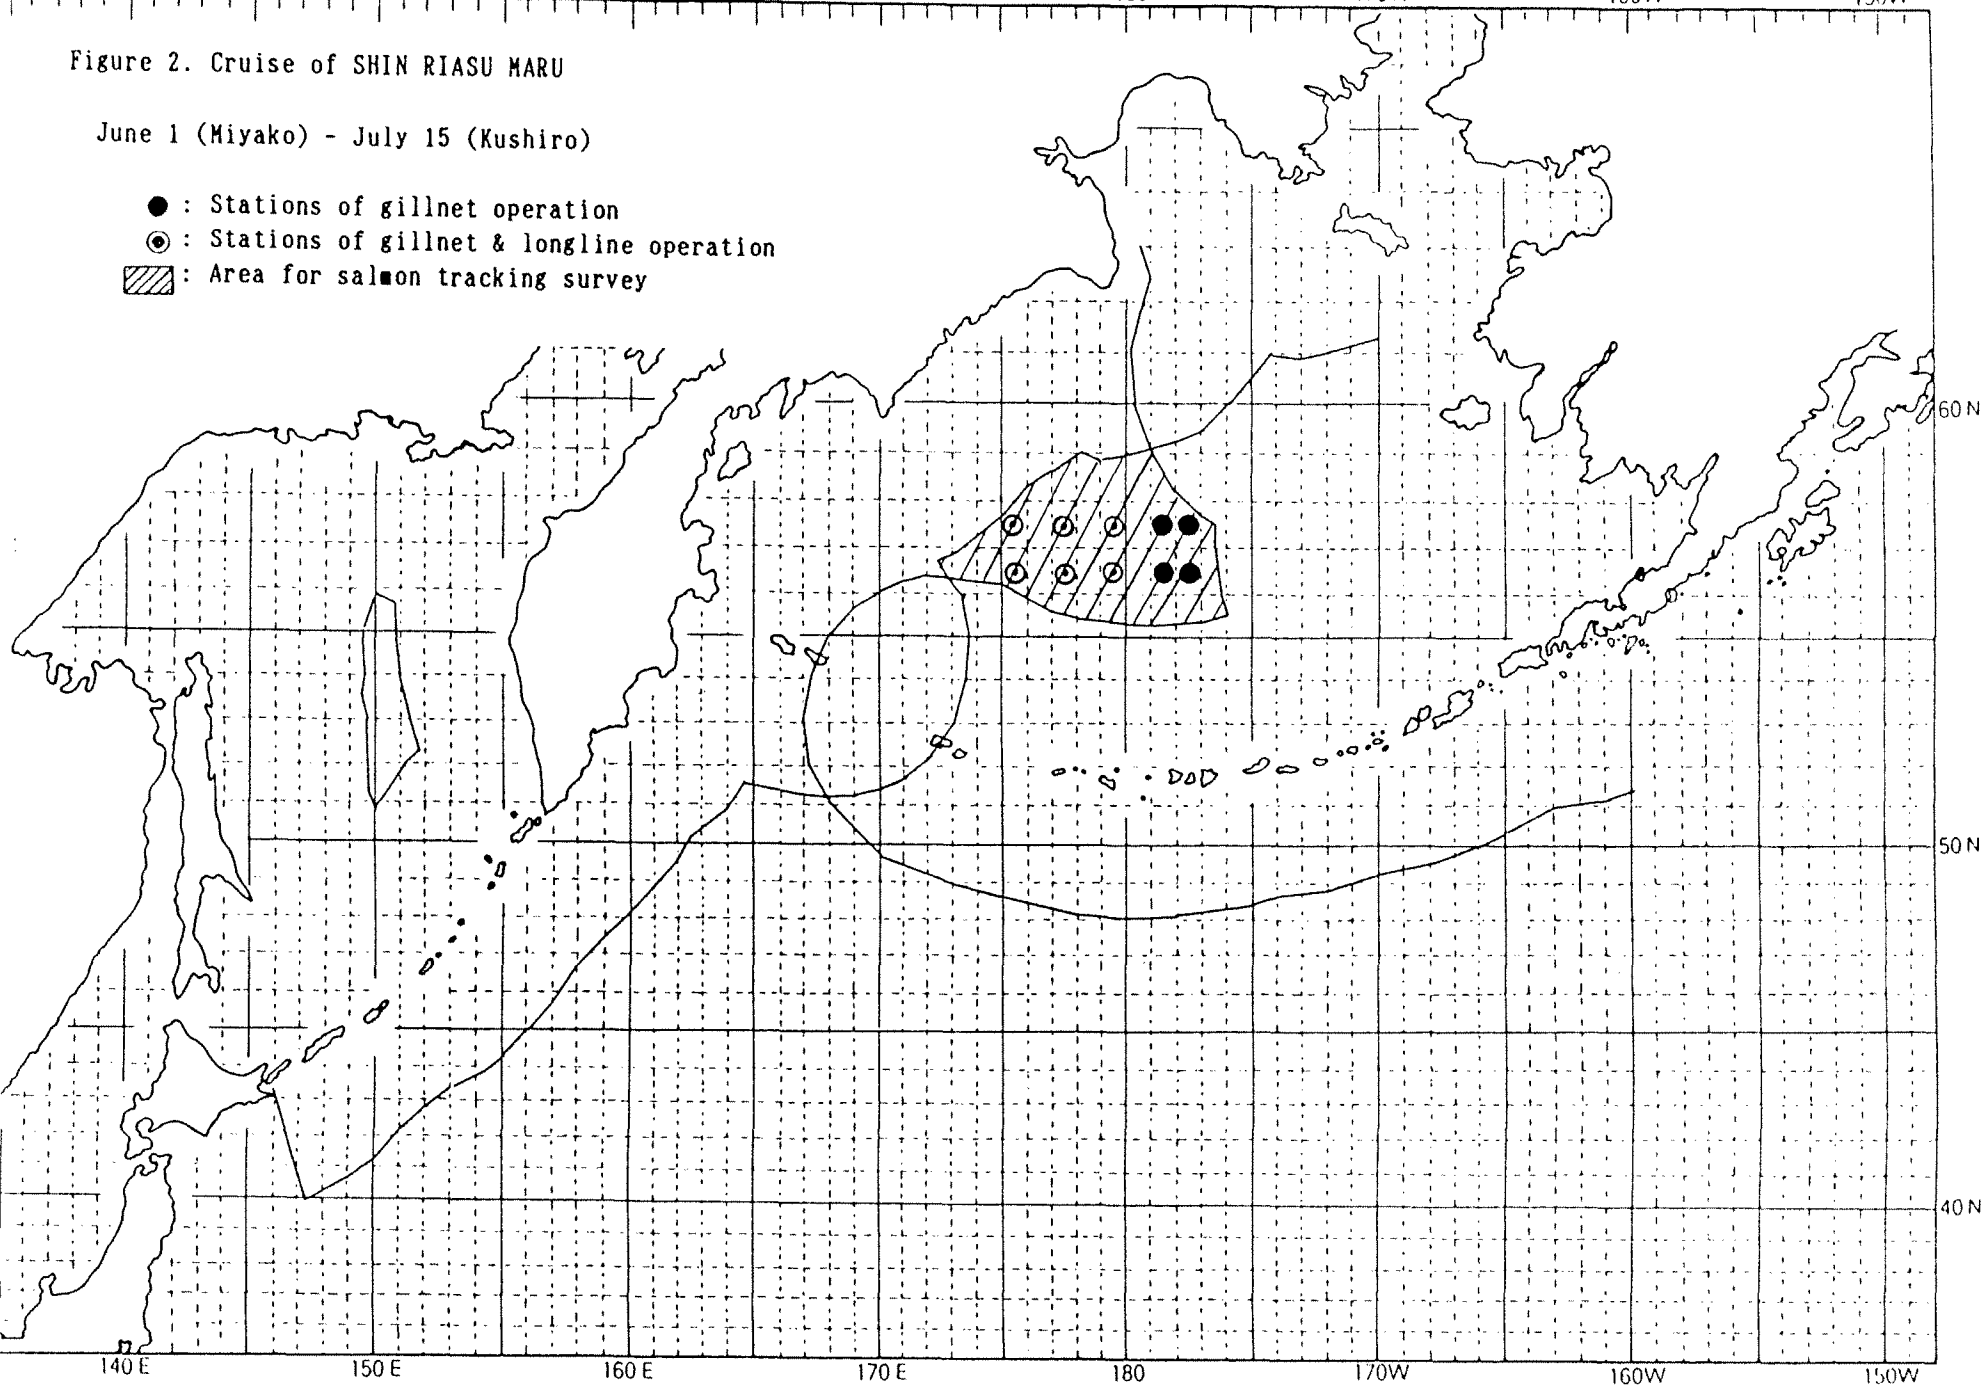 Figure 2. Cruise of SHIN RIASU MARU
June 1 (Miyako) - July 15 (Kushiro)
: Stations of gillnet operation
: Stations of gillnet & longline operation
: Area for salmon tracking survey
60 N
50 N
40 N
140 E 150 E 160 E 170 E 180 170W 160W 150W